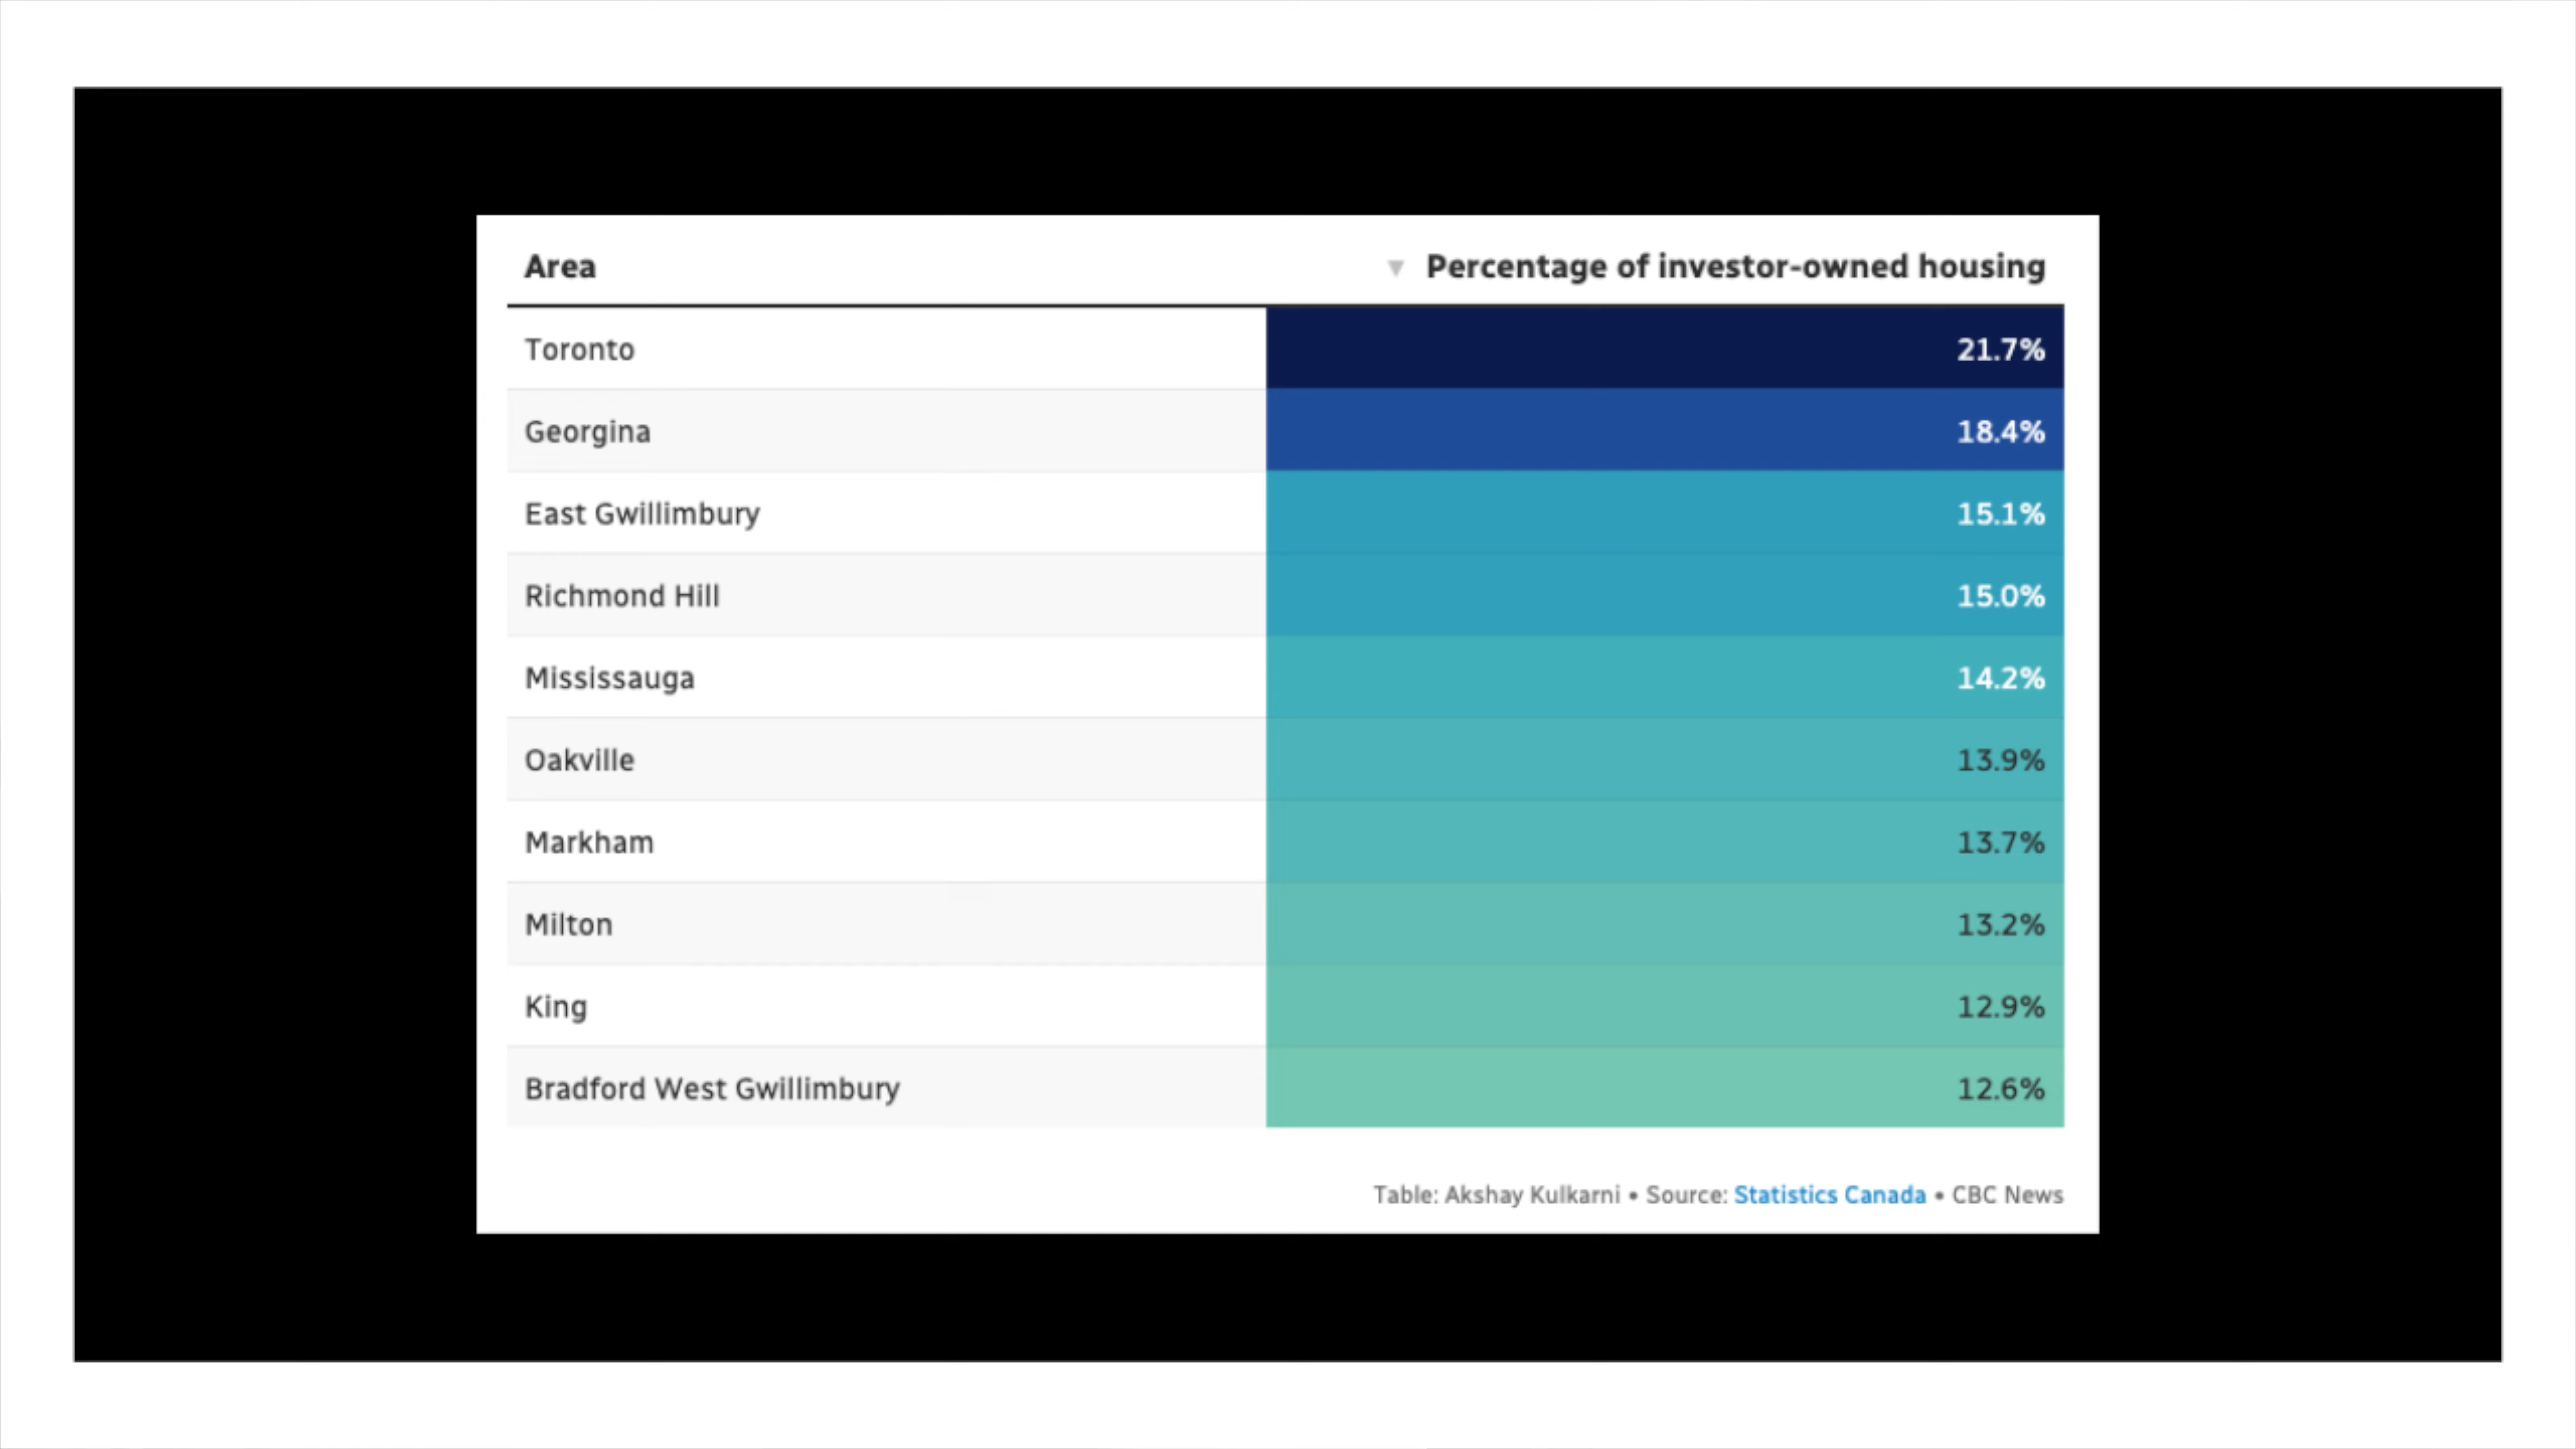 Area ▼ Percentage of investor-owned housing
Toronto 21.7%
Georgina 18.4%
East Gwillimbury 15.1%
Richmond Hill 15.0%
Mississauga 14.2%
Oakville 13.9%
Markham 13.7%
Milton 13.2%
King 12.9%
Bradford West Gwillimbury 12.6%
Table: Akshay Kulkarni • Source: Statistics Canada • CBC News